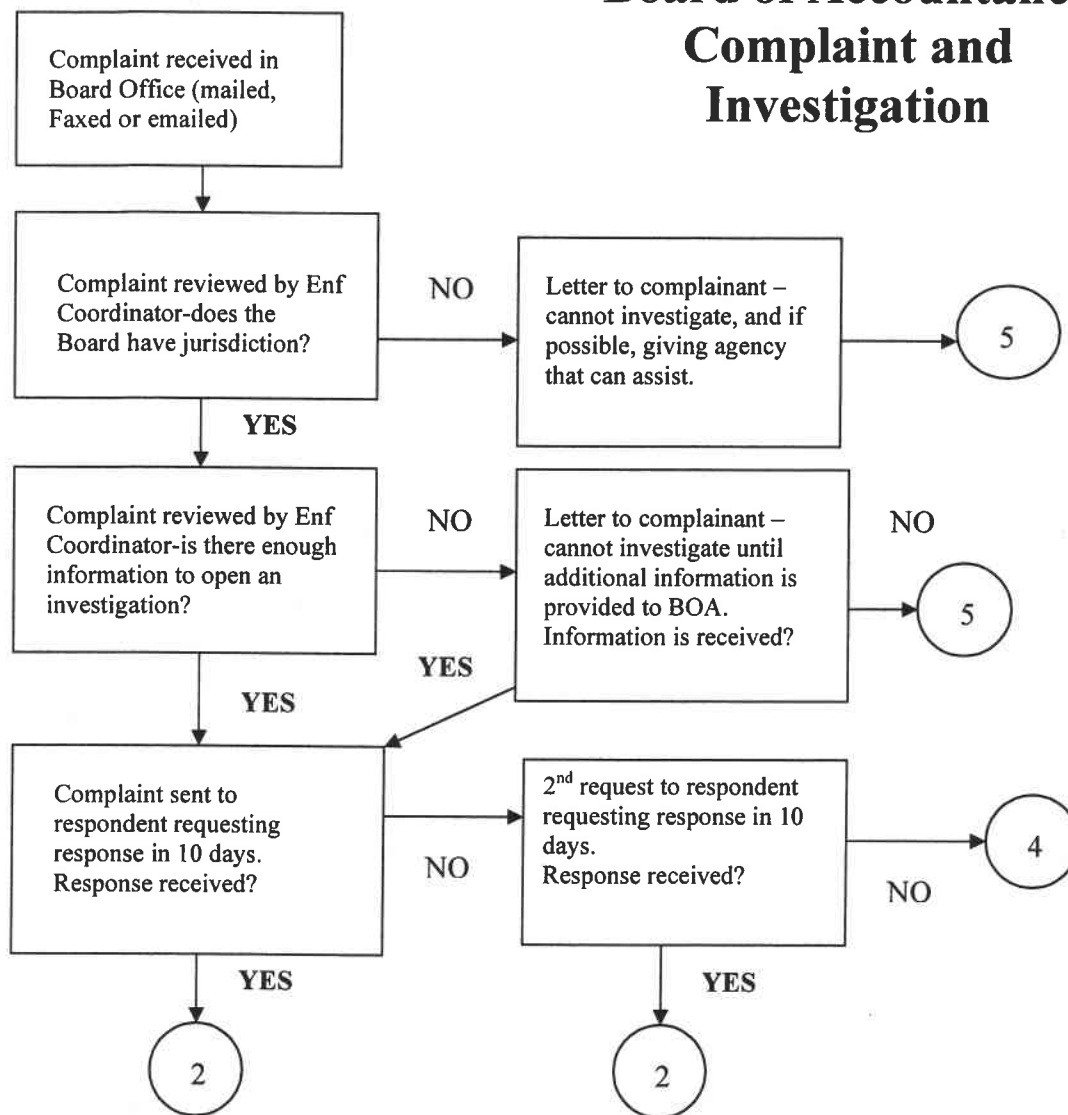 Complaint and
Investigation
Complaint received in
Board Office (mailed,
Faxed or emailed)
Complaint reviewed by Enf
Coordinator-does the
Board have jurisdiction?
NO
Letter to complainant –
cannot investigate, and if
possible, giving agency
that can assist.
5
YES
Complaint reviewed by Enf
Coordinator-is there enough
information to open an
investigation?
NO
Letter to complainant –
cannot investigate until
additional information is
provided to BOA.
Information is received?
NO
5
YES
YES
Complaint sent to
respondent requesting
response in 10 days.
Response received?
NO
2nd request to respondent
requesting response in 10
days.
Response received?
NO
4
YES
2
YES
2